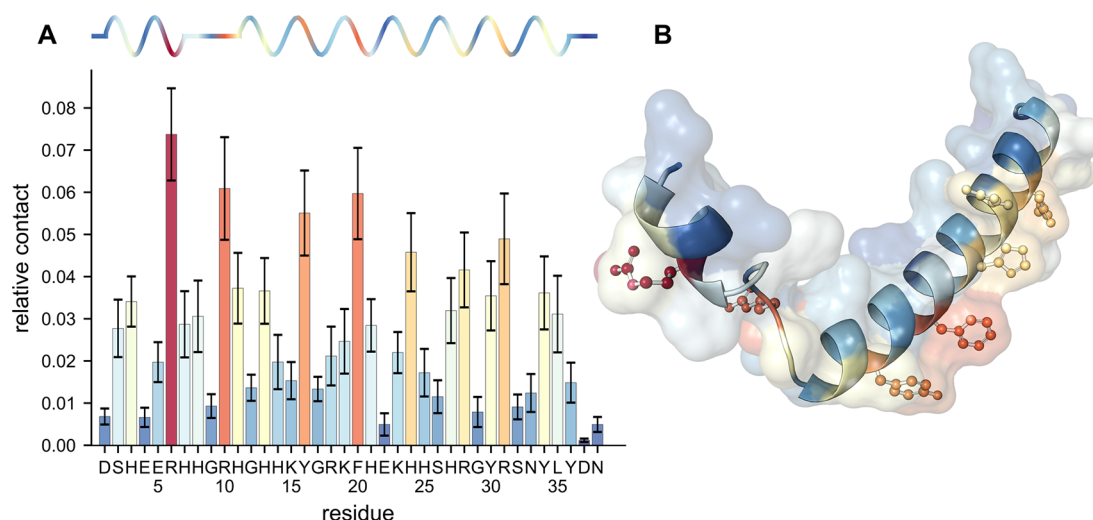 A
B
relative contact
0.08
0.07
0.06
0.05
0.04
0.03
0.02
0.01
0.00
DSHEERHHGRHGHHKYGRKFHEKHHSHRGYRSNYLYDN
5 10 15 20 25 30 35
residue